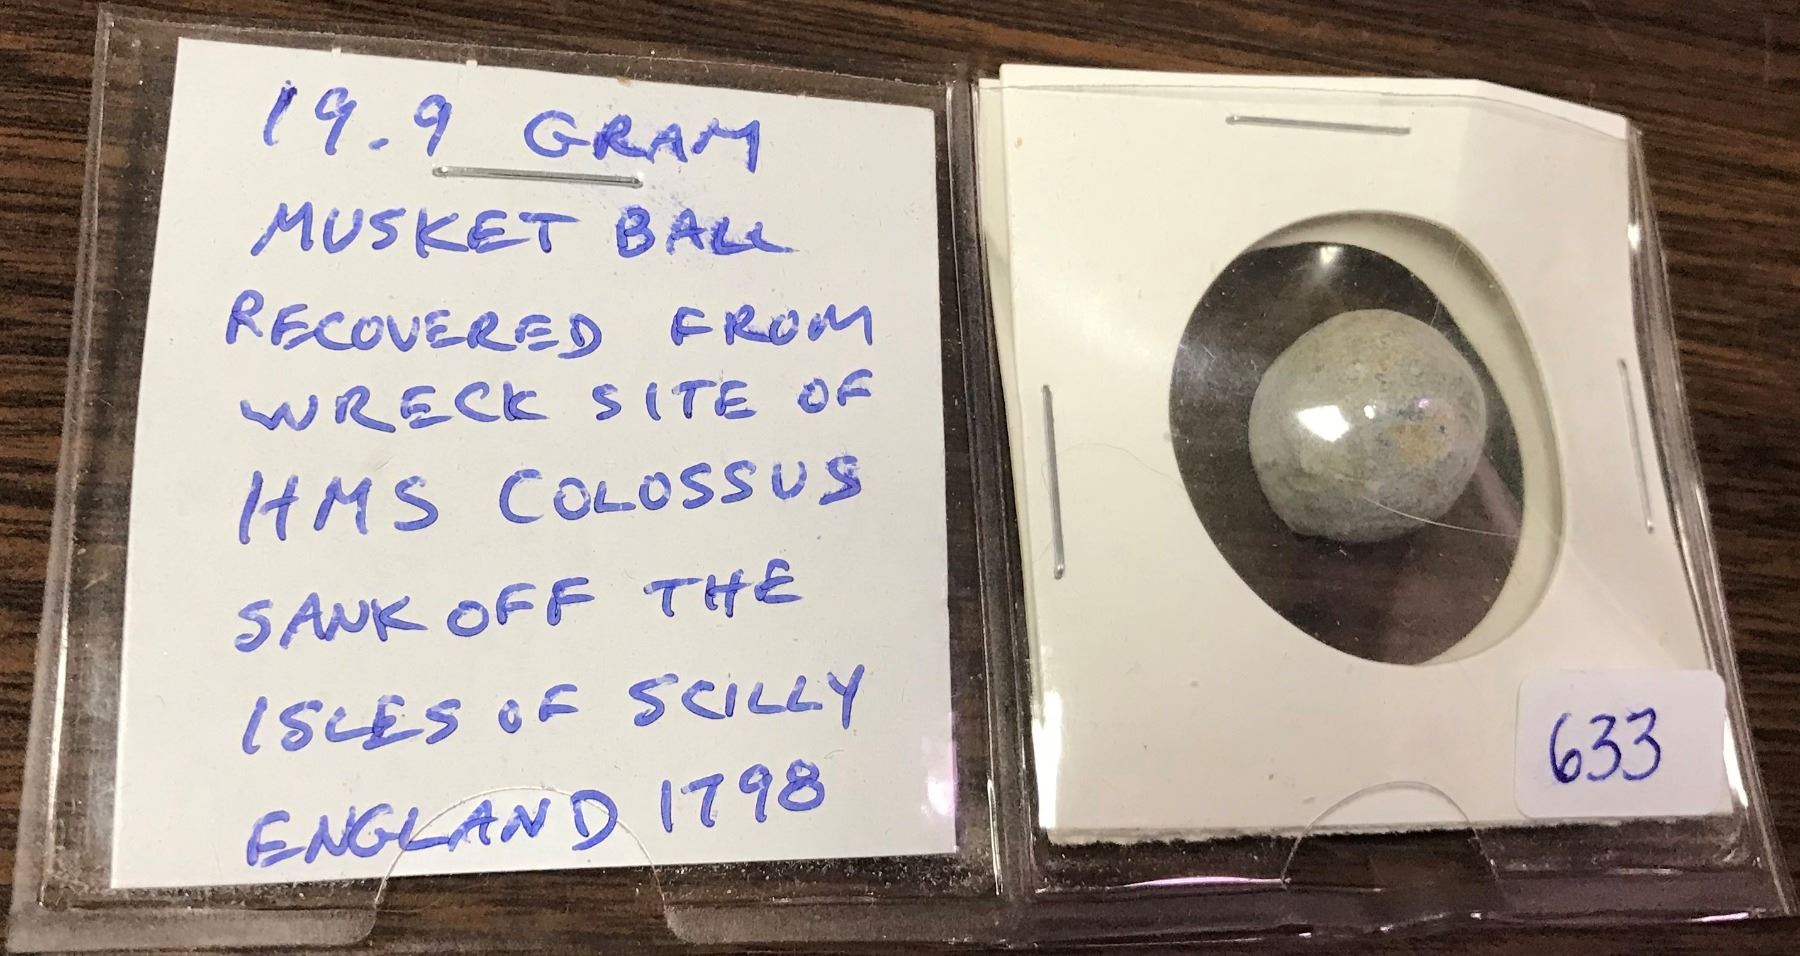 19.9 GRAM
MUSKET BALL
RECOVERED FROM
WRECK SITE OF
HMS COLOSSUS
SANK OFF THE
ISLES OF SCILLY
ENGLAND 1798
633